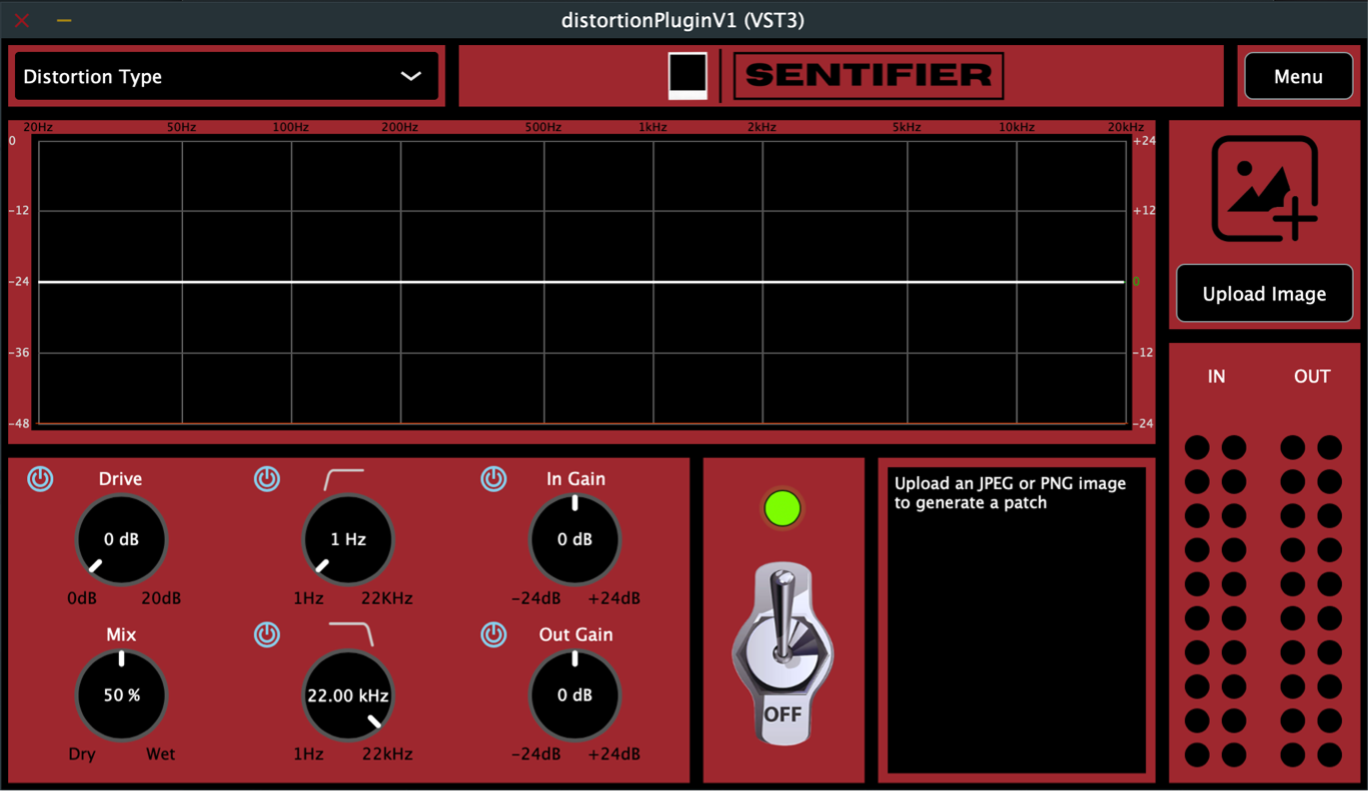 distortionPluginV1 (VST3)
Distortion Type
SENTIFIER
Menu
20Hz 50Hz 100Hz 200Hz 500Hz 1kHz 2kHz 5kHz 10kHz 20kHz
0 +24
-12 +12
-24 0
-36 -12
-48 -24
Upload Image
IN OUT
Drive In Gain
0 dB 1 Hz 0 dB
0dB 20dB 1Hz 22KHz -24dB +24dB
Mix Out Gain
50 % 22.00 kHz 0 dB
Dry Wet 1Hz 22kHz -24dB +24dB
OFF
Upload an JPEG or PNG image
to generate a patch